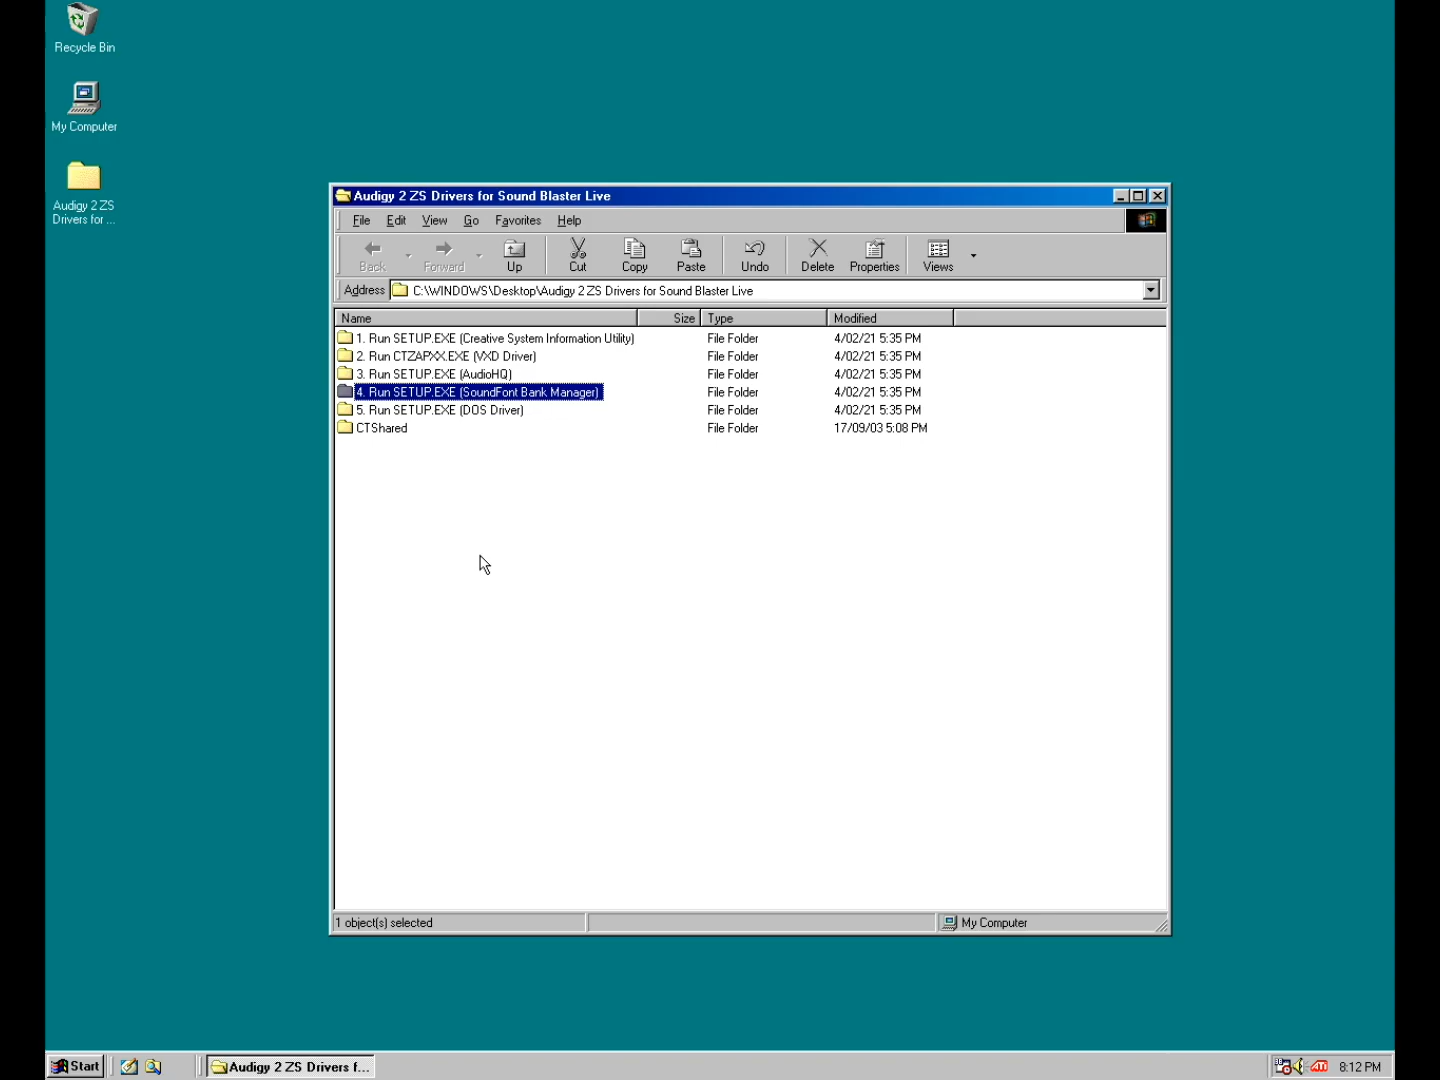 Recycle Bin
My Computer
Audigy 2 ZS
Drivers for ...
Audigy 2 ZS Drivers for Sound Blaster Live
File Edit View Go Favorites Help
Back Forward Up Cut Copy Paste Undo Delete Properties Views
Address C:\WINDOWS\Desktop\Audigy 2 ZS Drivers for Sound Blaster Live
Name Size Type Modified
1. Run SETUP.EXE (Creative System Information Utility) File Folder 4/02/21 5:35 PM
2. Run CTZAPXX.EXE (VXD Driver) File Folder 4/02/21 5:35 PM
3. Run SETUP.EXE (AudioHQ) File Folder 4/02/21 5:35 PM
4. Run SETUP.EXE (SoundFont Bank Manager) File Folder 4/02/21 5:35 PM
5. Run SETUP.EXE (DOS Driver) File Folder 4/02/21 5:35 PM
CTShared File Folder 17/09/03 5:08 PM
1 object(s) selected My Computer
Start Audigy 2 ZS Drivers f... ATI 8:12 PM